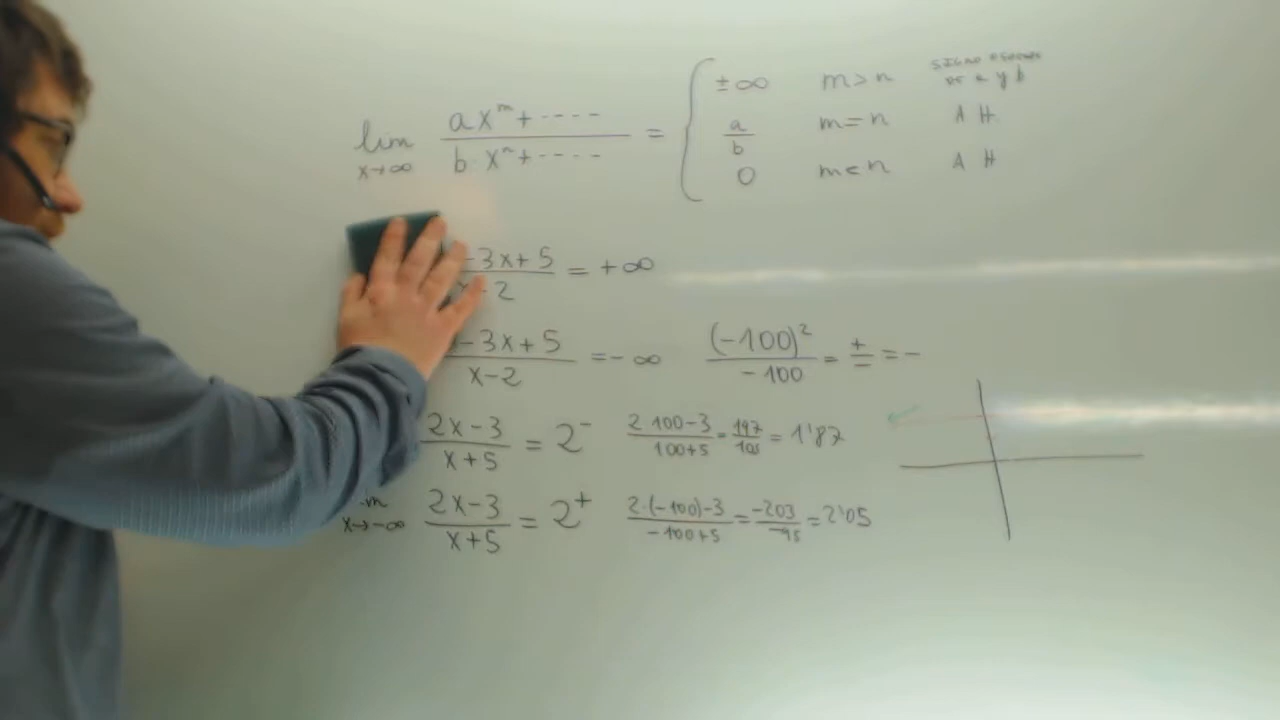 lim x→∞ (ax^m + ----)/(b x^n + ----) = { ±∞ m>n SIGNO DE a y b
a/b m=n A H
0 m<n A H
-3x+5 / x-2 = +∞
-3x+5 / x-2 = -∞ (-100)²/-100 = +/- = -
2x-3 / x+5 = 2⁻ 2·100-3 / 100+5 = 197/105 = 1'87
m x→-∞ 2x-3 / x+5 = 2⁺ 2·(-100)-3 / -100+5 = -203/-95 = 2'05